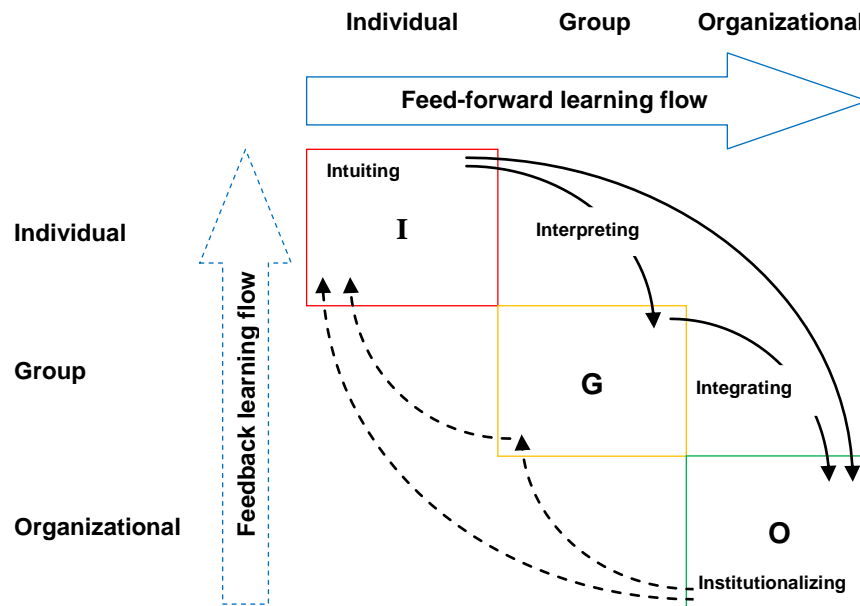 Individual Group Organizational
Feed-forward learning flow
Intuiting
I
Individual
Interpreting
Feedback learning flow
Group
G
Integrating
Organizational
O
Institutionalizing